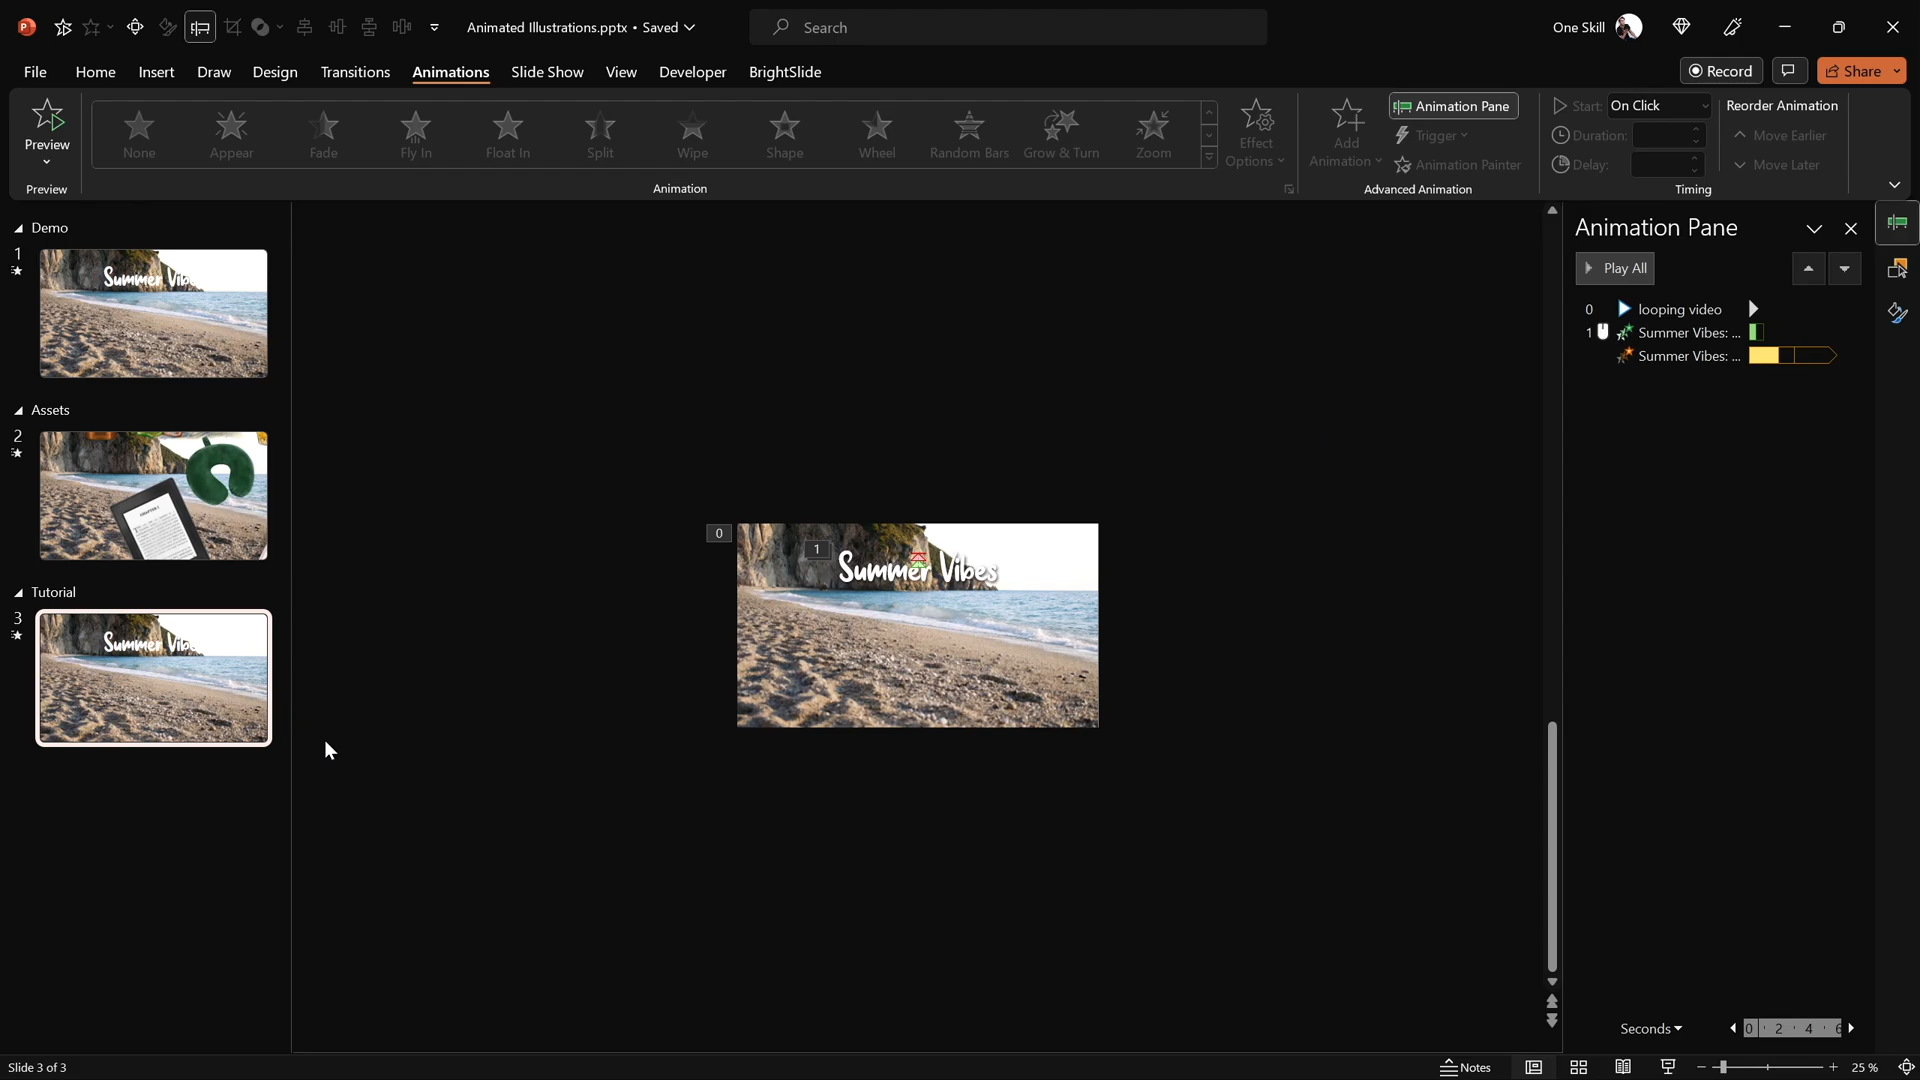 Animated Illustrations.pptx • Saved
Search
One Skill
File
Home
Insert
Draw
Design
Transitions
Animations
Slide Show
View
Developer
BrightSlide
Record
Share
Preview
Preview
None
Appear
Fade
Fly In
Float In
Split
Wipe
Shape
Wheel
Random Bars
Grow & Turn
Zoom
Animation
Effect
Options
Add
Animation
Animation Pane
Trigger
Animation Painter
Advanced Animation
Start: On Click
Duration:
Delay:
Reorder Animation
Move Earlier
Move Later
Timing
Demo
1
Summer Vibes
Assets
2
CHAPTER 1
Tutorial
3
Summer Vibes
0
1
Summer Vibes
Animation Pane
Play All
0 looping video
1 Summer Vibes: ...
Summer Vibes: ...
Seconds
0 2 4 6
Slide 3 of 3
Notes
25 %